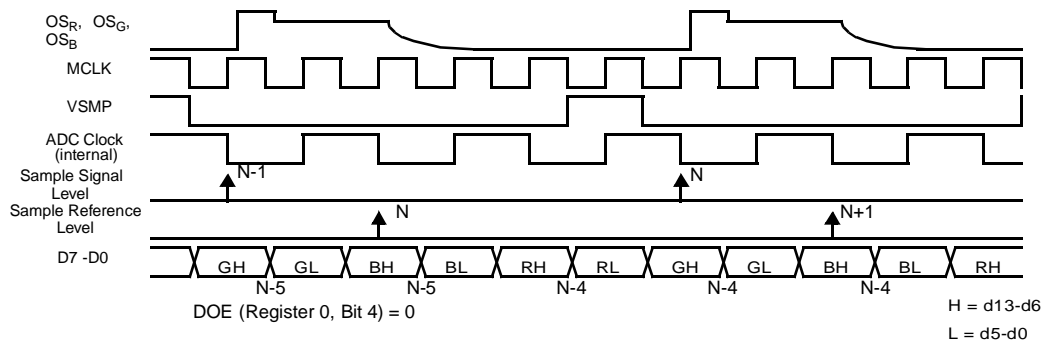 OSR, OSG,
OSB
MCLK
VSMP
ADC Clock
(internal)
Sample Signal
Level
N-1
N
Sample Reference
Level
N
N+1
D7 -D0
GH GL BH BL RH RL GH GL BH BL RH
N-5 N-5 N-4 N-4 N-4
DOE (Register 0, Bit 4) = 0
H = d13-d6
L = d5-d0